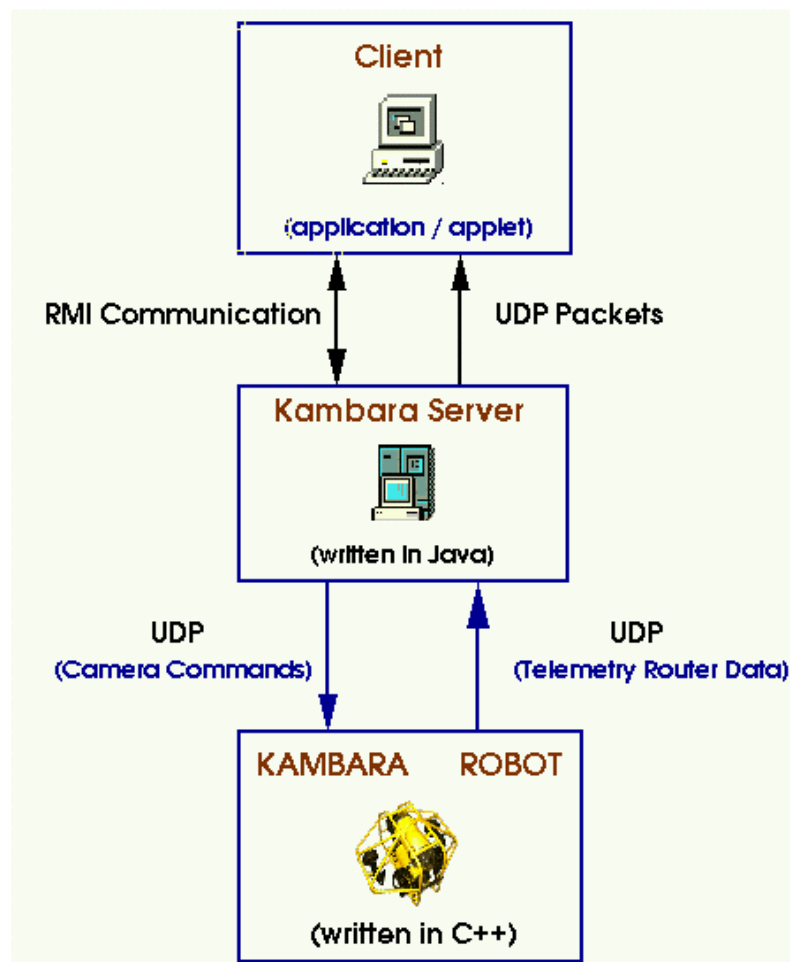 Client
(application / applet)
RMI Communication
UDP Packets
Kambara Server
(written in Java)
UDP
(Camera Commands)
UDP
(Telemetry Router Data)
KAMBARA ROBOT
(written in C++)